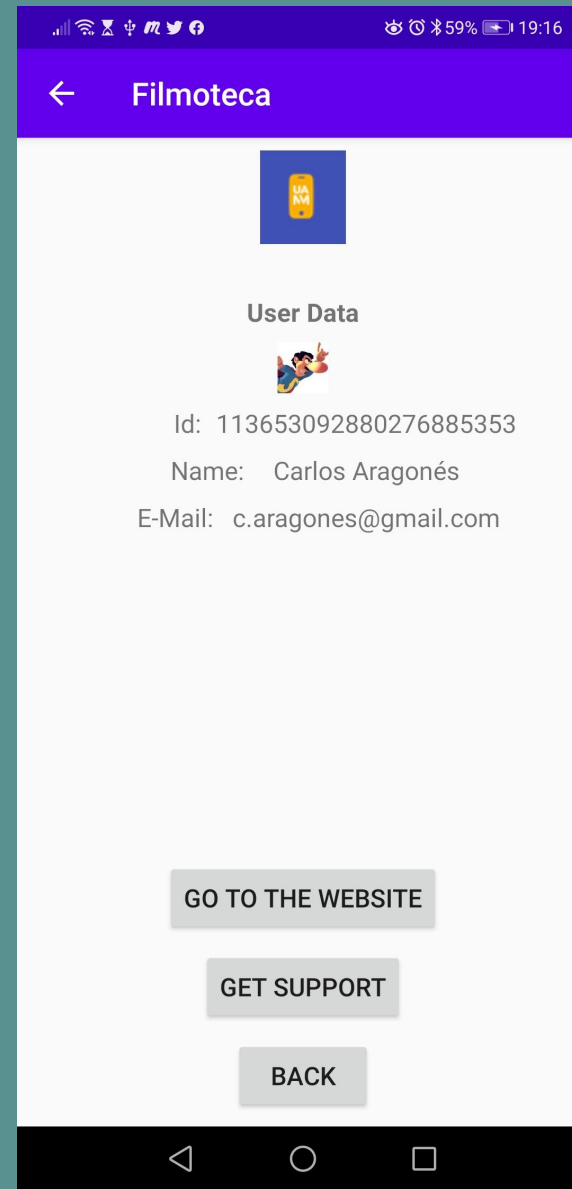 59% 19:16
Filmoteca
UA
M
User Data
Id: 113653092880276885353
Name: Carlos Aragonés
E-Mail: c.aragones@gmail.com
GO TO THE WEBSITE
GET SUPPORT
BACK